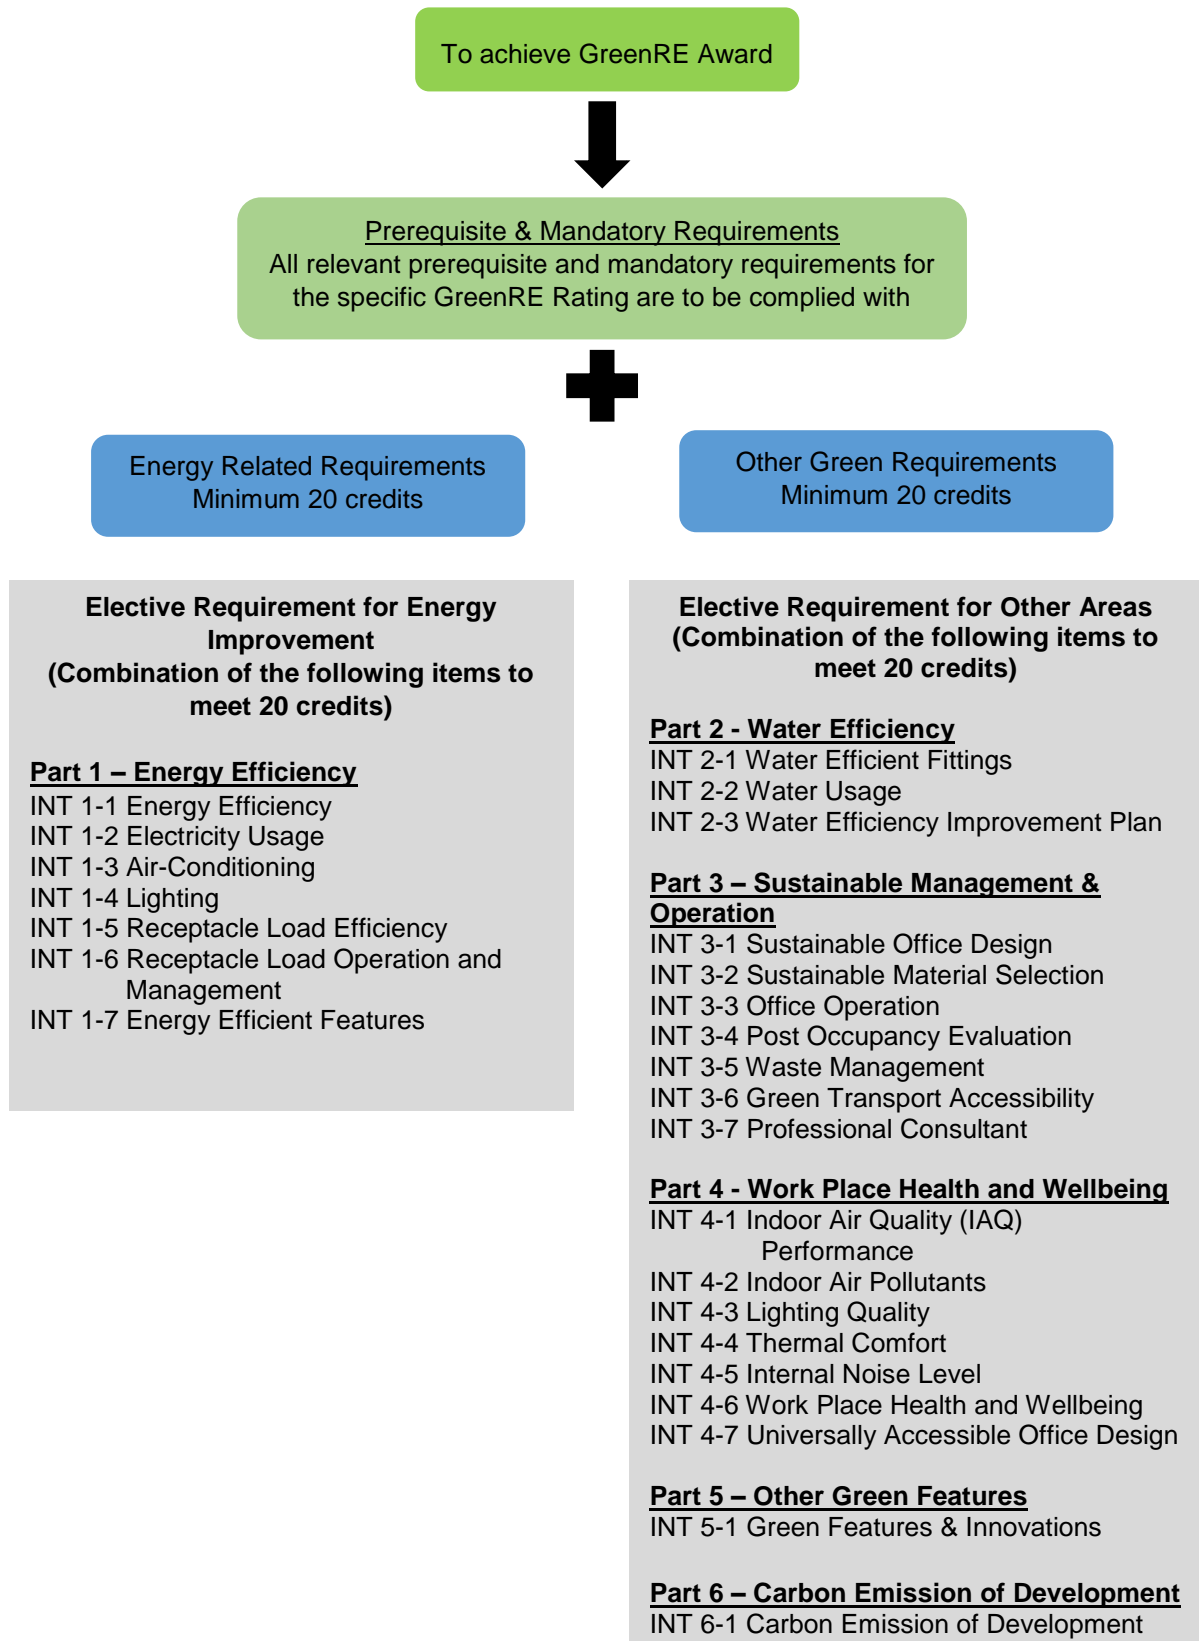 To achieve GreenRE Award
Prerequisite & Mandatory Requirements
All relevant prerequisite and mandatory requirements for
the specific GreenRE Rating are to be complied with
Energy Related Requirements
Minimum 20 credits
Other Green Requirements
Minimum 20 credits
Elective Requirement for Energy
Improvement
(Combination of the following items to
meet 20 credits)
Part 1 – Energy Efficiency
INT 1-1 Energy Efficiency
INT 1-2 Electricity Usage
INT 1-3 Air-Conditioning
INT 1-4 Lighting
INT 1-5 Receptacle Load Efficiency
INT 1-6 Receptacle Load Operation and
Management
INT 1-7 Energy Efficient Features
Elective Requirement for Other Areas
(Combination of the following items to
meet 20 credits)
Part 2 - Water Efficiency
INT 2-1 Water Efficient Fittings
INT 2-2 Water Usage
INT 2-3 Water Efficiency Improvement Plan
Part 3 – Sustainable Management &
Operation
INT 3-1 Sustainable Office Design
INT 3-2 Sustainable Material Selection
INT 3-3 Office Operation
INT 3-4 Post Occupancy Evaluation
INT 3-5 Waste Management
INT 3-6 Green Transport Accessibility
INT 3-7 Professional Consultant
Part 4 - Work Place Health and Wellbeing
INT 4-1 Indoor Air Quality (IAQ)
Performance
INT 4-2 Indoor Air Pollutants
INT 4-3 Lighting Quality
INT 4-4 Thermal Comfort
INT 4-5 Internal Noise Level
INT 4-6 Work Place Health and Wellbeing
INT 4-7 Universally Accessible Office Design
Part 5 – Other Green Features
INT 5-1 Green Features & Innovations
Part 6 – Carbon Emission of Development
INT 6-1 Carbon Emission of Development